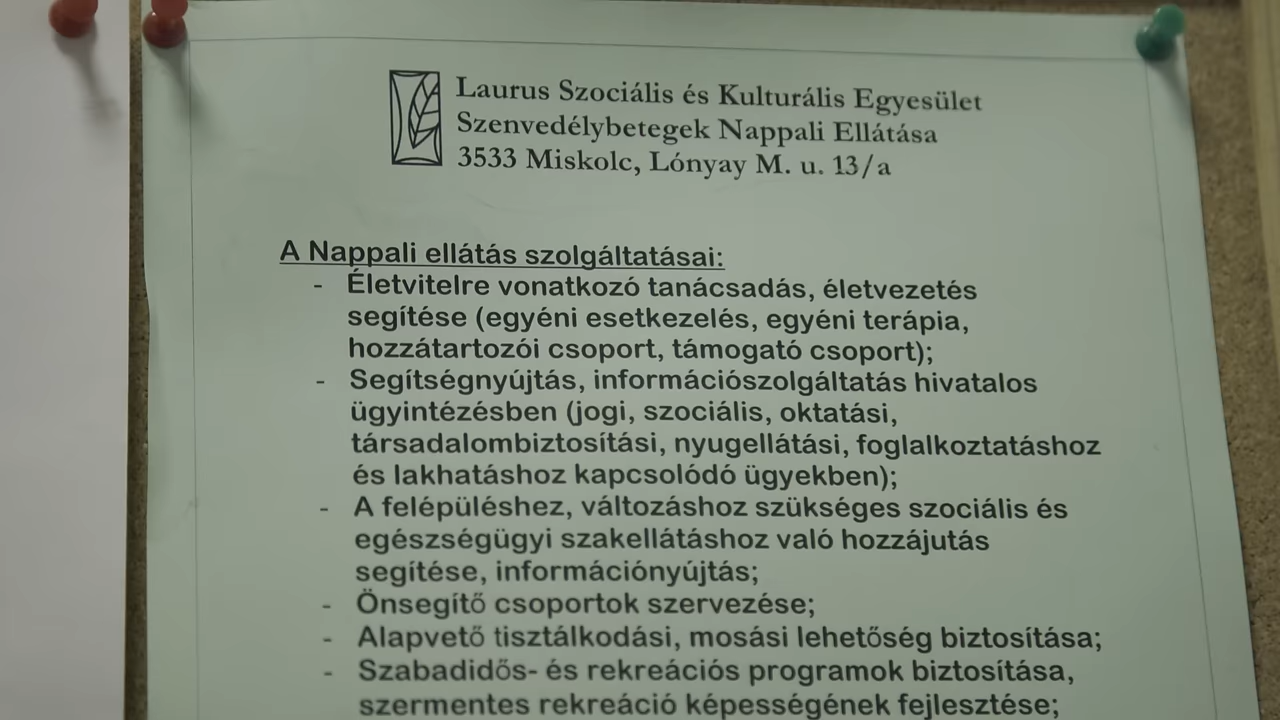 Laurus Szociális és Kulturális Egyesület
Szenvedélybetegek Nappali Ellátása
3533 Miskolc, Lónyay M. u. 13/a
A Nappali ellátás szolgáltatásai:
- Életvitelre vonatkozó tanácsadás, életvezetés
segítése (egyéni esetkezelés, egyéni terápia,
hozzátartozói csoport, támogató csoport);
- Segítségnyújtás, információszolgáltatás hivatalos
ügyintézésben (jogi, szociális, oktatási,
társadalombiztosítási, nyugellátási, foglalkoztatáshoz
és lakhatáshoz kapcsolódó ügyekben);
- A felépüléshez, változáshoz szükséges szociális és
egészségügyi szakellátáshoz való hozzájutás
segítése, információnyújtás;
- Önsegítő csoportok szervezése;
- Alapvető tisztálkodási, mosási lehetőség biztosítása;
- Szabadidős- és rekreációs programok biztosítása,
szermentes rekreáció képességének fejlesztése;